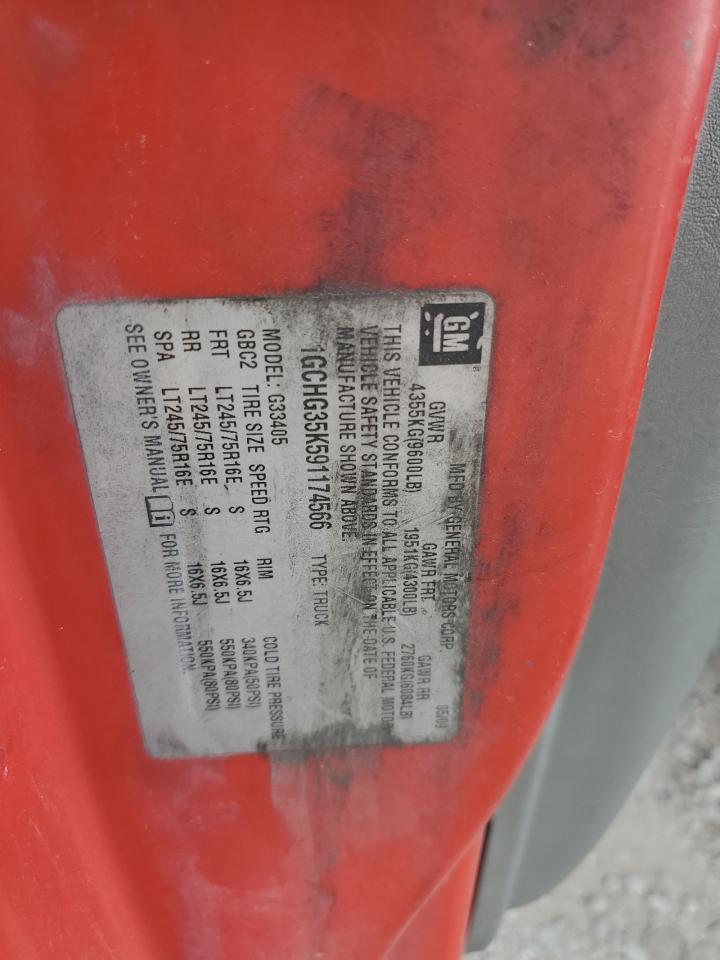 GM
MFD BY GENERAL MOTORS CORP. 05/09
GVWR GAWR FRT. GAWR RR
4355KG(9600LB) 1951KG(4300LB) 2760KG(6084LB)
THIS VEHICLE CONFORMS TO ALL APPLICABLE U.S. FEDERAL MOTOR
VEHICLE SAFETY STANDARDS IN EFFECT ON THE DATE OF
MANUFACTURE SHOWN ABOVE.
1GCHG35K591174566 TYPE: TRUCK
MODEL: G33405
GBC2 TIRE SIZE SPEED RTG RIM COLD TIRE PRESSURE
FRT LT245/75R16E S 16X6.5J 340KPA(50PSI)
RR LT245/75R16E S 16X6.5J 550KPA(80PSI)
SPA LT245/75R16E S 16X6.5J 550KPA(80PSI)
SEE OWNER'S MANUAL FOR MORE INFORMATION.